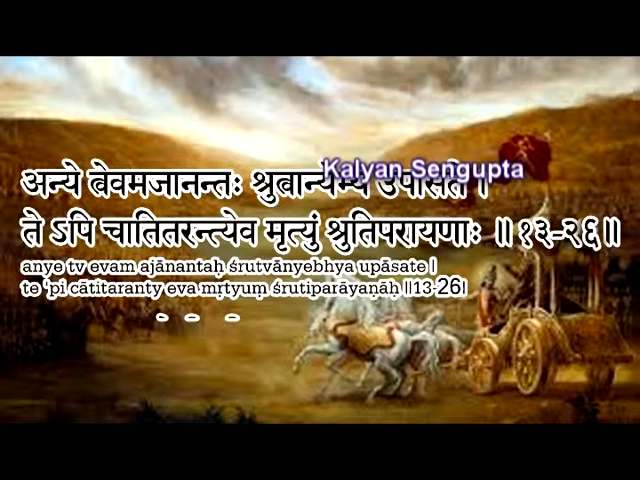 Kalyan Sengupta
अन्ये त्वेवमजानन्तः श्रुत्वान्येभ्य उपासते ।
ते ऽपि चातितरन्त्येव मृत्युं श्रुतिपरायणाः ॥ १३-२६॥
anye tv evam ajānantaḥ śrutvānyebhya upāsate |
te 'pi cātitaranty eva mṛtyuṃ śrutiparāyaṇāḥ ||13-26|
- - -